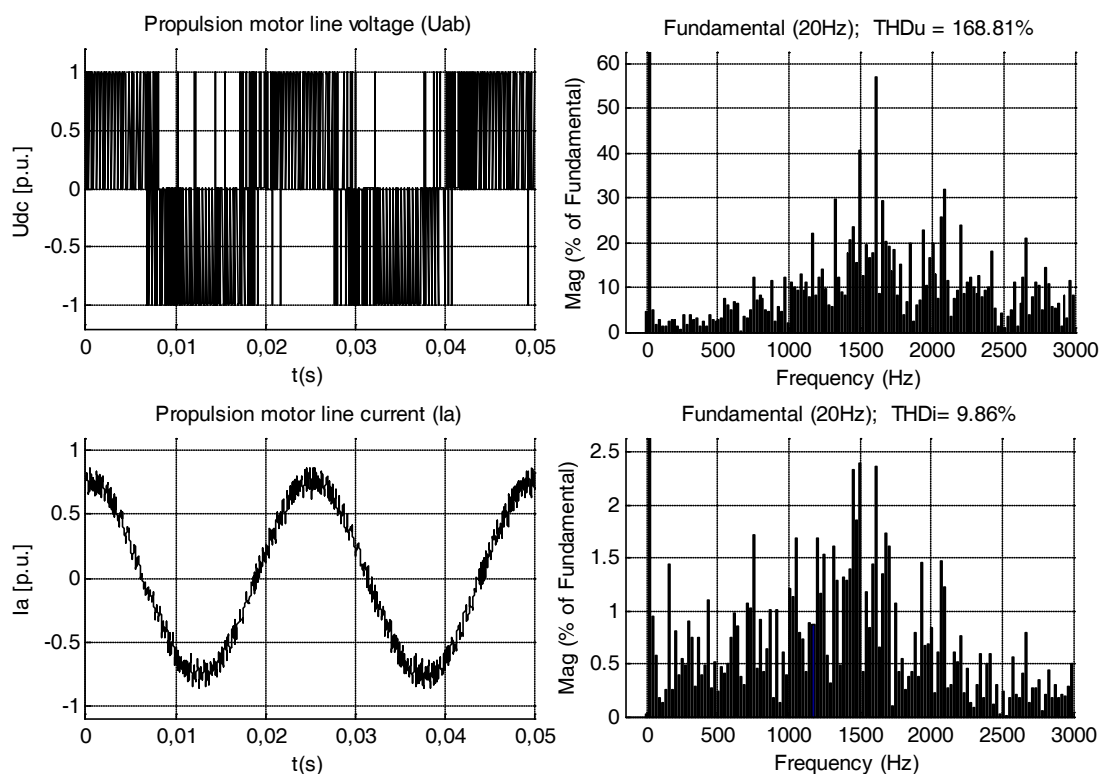 Propulsion motor line voltage (Uab)
Udc [p.u.]
1
0.5
0
-0.5
-1
0 0,01 0,02 0,03 0,04 0,05
t(s)
Fundamental (20Hz); THDu = 168.81%
Mag (% of Fundamental)
60
50
40
30
20
10
0
0 500 1000 1500 2000 2500 3000
Frequency (Hz)
Propulsion motor line current (Ia)
Ia [p.u.]
1
0.5
0
-0.5
-1
0 0,01 0,02 0,03 0,04 0,05
t(s)
Fundamental (20Hz); THDi= 9.86%
Mag (% of Fundamental)
2.5
2
1.5
1
0.5
0
0 500 1000 1500 2000 2500 3000
Frequency (Hz)